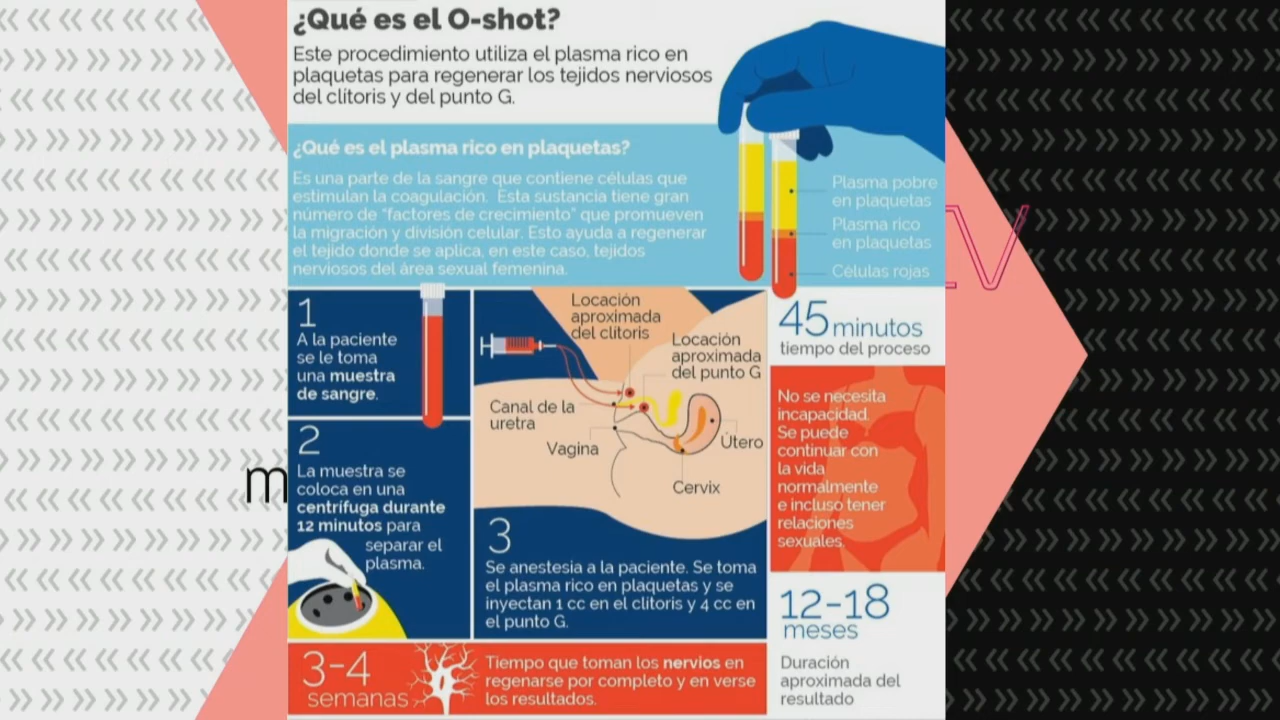 ¿Qué es el O-shot?
Este procedimiento utiliza el plasma rico en
plaquetas para regenerar los tejidos nerviosos
del clítoris y del punto G.
¿Qué es el plasma rico en plaquetas?
Es una parte de la sangre que contiene células que
estimulan la coagulación. Esta sustancia tiene gran
número de "factores de crecimiento" que promueven
la migración y división celular. Esto ayuda a regenerar
el tejido donde se aplica, en este caso, tejidos
nerviosos del área sexual femenina.
Plasma pobre
en plaquetas
Plasma rico
en plaquetas
Células rojas
1
A la paciente
se le toma
una muestra
de sangre.
2
La muestra se
coloca en una
centrífuga durante
12 minutos para
separar el
plasma.
Locación
aproximada
del clítoris
Locación
aproximada
del punto G
Canal de la
uretra
Vagina
Útero
Cervix
3
Se anestesia a la paciente. Se toma
el plasma rico en plaquetas y se
inyectan 1 cc en el clítoris y 4 cc en
el punto G.
45 minutos
tiempo del proceso
No se necesita
incapacidad.
Se puede
continuar con
la vida
normalmente
e incluso tener
relaciones
sexuales.
12-18
meses
Duración
aproximada del
resultado
3-4
semanas
Tiempo que toman los nervios en
regenarse por completo y en verse
los resultados.
m